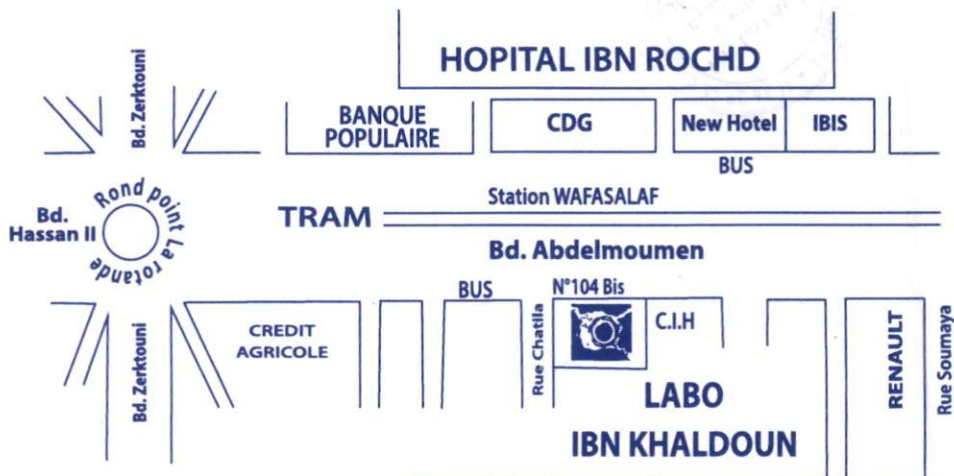 HOPITAL IBN ROCHD
Bd. Zerktouni
BANQUE
POPULAIRE
CDG
New Hotel
IBIS
BUS
Rond point La rotande
Bd.
Hassan II
TRAM
Station WAFASALAF
Bd. Abdelmoumen
BUS
N°104 Bis
CREDIT
AGRICOLE
Bd. Zerktouni
Rue Chatila
C.I.H
RENAULT
Rue Soumaya
LABO
IBN KHALDOUN